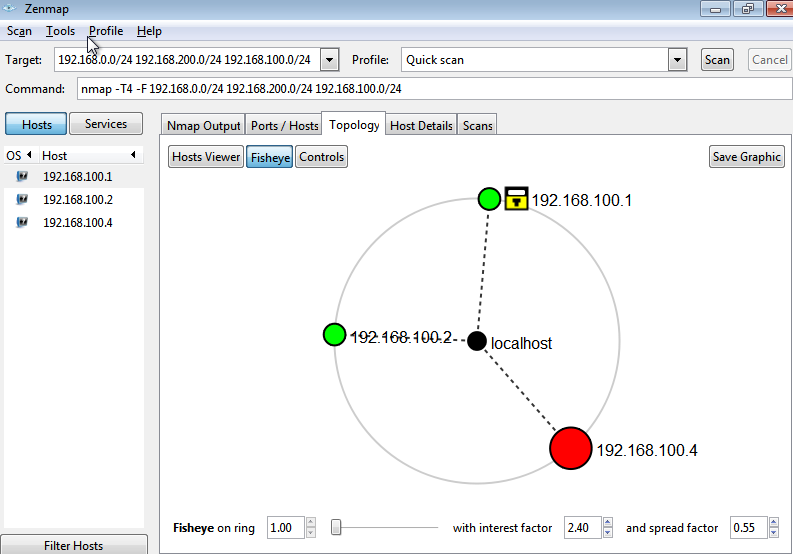 Zenmap
Scan Tools Profile Help
Target: 192.168.0.0/24 192.168.200.0/24 192.168.100.0/24 Profile: Quick scan Scan Cancel
Command: nmap -T4 -F 192.168.0.0/24 192.168.200.0/24 192.168.100.0/24
Hosts Services
Nmap Output Ports / Hosts Topology Host Details Scans
OS Host
Hosts Viewer Fisheye Controls Save Graphic
192.168.100.1
192.168.100.2
192.168.100.4
192.168.100.1
192.168.100.2
localhost
192.168.100.4
Fisheye on ring 1.00 with interest factor 2.40 and spread factor 0.55
Filter Hosts